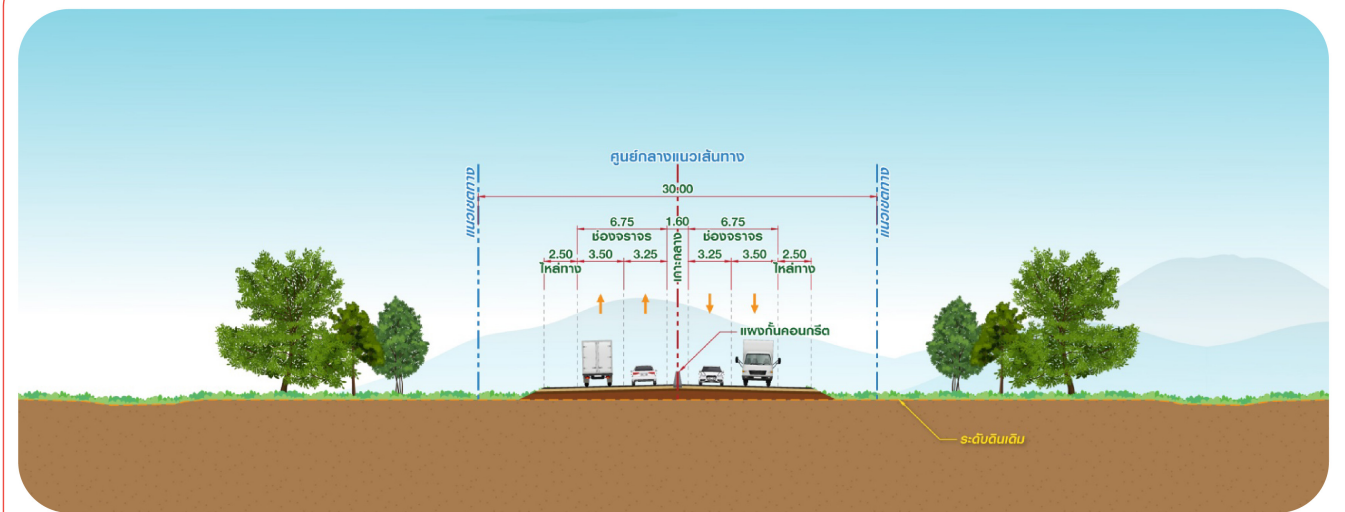 ศูนย์กลางแนวเส้นทาง
แนวเขตทาง
แนวเขตทาง
30.00
6.75
1.60
6.75
ช่องจราจร
เกาะกลาง
ช่องจราจร
2.50
3.50
3.25
3.25
3.50
2.50
ไหล่ทาง
ไหล่ทาง
แผงกั้นคอนกรีต
ระดับดินเดิม